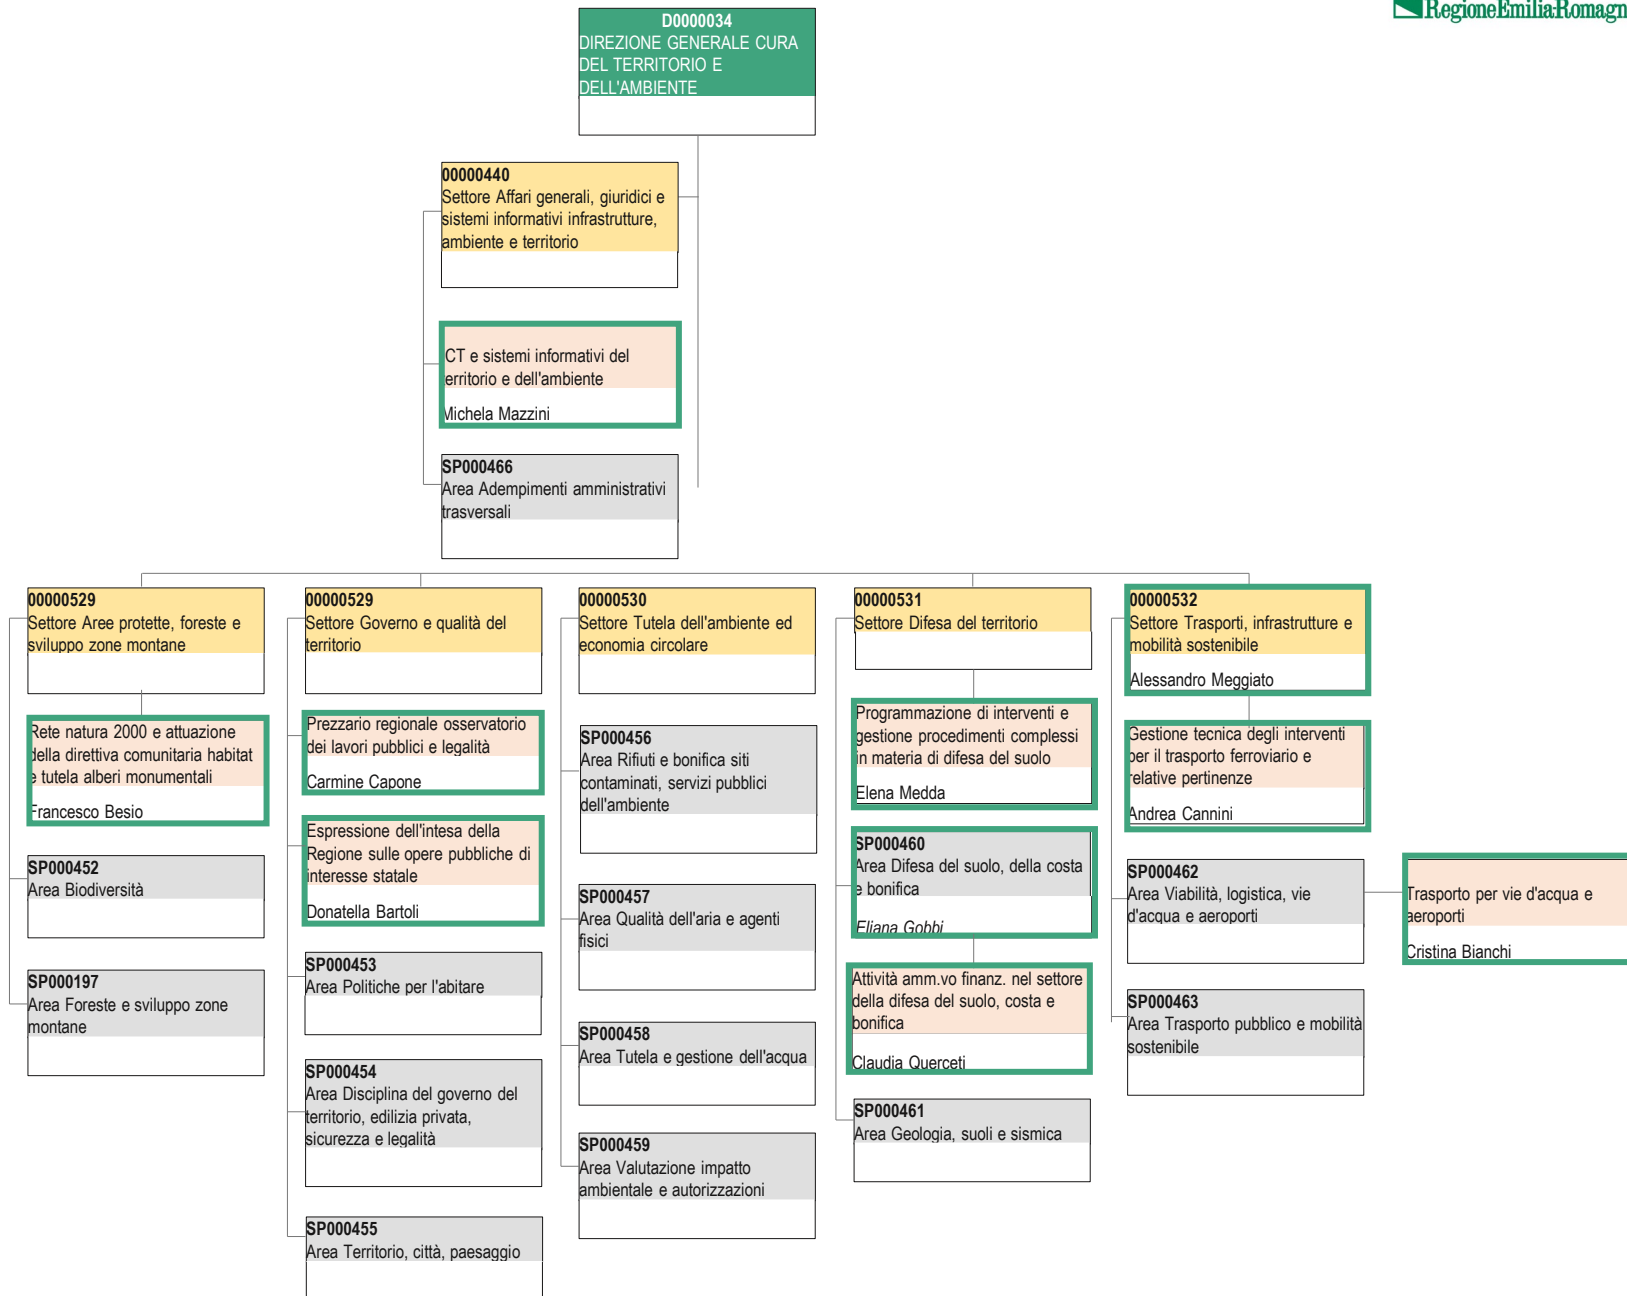 RegioneEmilia-Romagn
D0000034
DIREZIONE GENERALE CURA
DEL TERRITORIO E
DELL'AMBIENTE
00000440
Settore Affari generali, giuridici e
sistemi informativi infrastrutture,
ambiente e territorio
CT e sistemi informativi del
erritorio e dell'ambiente
Michela Mazzini
SP000466
Area Adempimenti amministrativi
trasversali
00000529
Settore Aree protette, foreste e
sviluppo zone montane
Rete natura 2000 e attuazione
della direttiva comunitaria habitat
e tutela alberi monumentali
Francesco Besio
SP000452
Area Biodiversità
SP000197
Area Foreste e sviluppo zone
montane
00000529
Settore Governo e qualità del
territorio
Prezzario regionale osservatorio
dei lavori pubblici e legalità
Carmine Capone
Espressione dell'intesa della
Regione sulle opere pubbliche di
interesse statale
Donatella Bartoli
SP000453
Area Politiche per l'abitare
SP000454
Area Disciplina del governo del
territorio, edilizia privata,
sicurezza e legalità
SP000455
Area Territorio, città, paesaggio
00000530
Settore Tutela dell'ambiente ed
economia circolare
SP000456
Area Rifiuti e bonifica siti
contaminati, servizi pubblici
dell'ambiente
SP000457
Area Qualità dell'aria e agenti
fisici
SP000458
Area Tutela e gestione dell'acqua
SP000459
Area Valutazione impatto
ambientale e autorizzazioni
00000531
Settore Difesa del territorio
Programmazione di interventi e
gestione procedimenti complessi
in materia di difesa del suolo
Elena Medda
SP000460
Area Difesa del suolo, della costa
e bonifica
Eliana Gobbi
Attività amm.vo finanz. nel settore
della difesa del suolo, costa e
bonifica
Claudia Querceti
SP000461
Area Geologia, suoli e sismica
00000532
Settore Trasporti, infrastrutture e
mobilità sostenibile
Alessandro Meggiato
Gestione tecnica degli interventi
per il trasporto ferroviario e
relative pertinenze
Andrea Cannini
SP000462
Area Viabilità, logistica, vie
d'acqua e aeroporti
Trasporto per vie d'acqua e
aeroporti
Cristina Bianchi
SP000463
Area Trasporto pubblico e mobilità
sostenibile